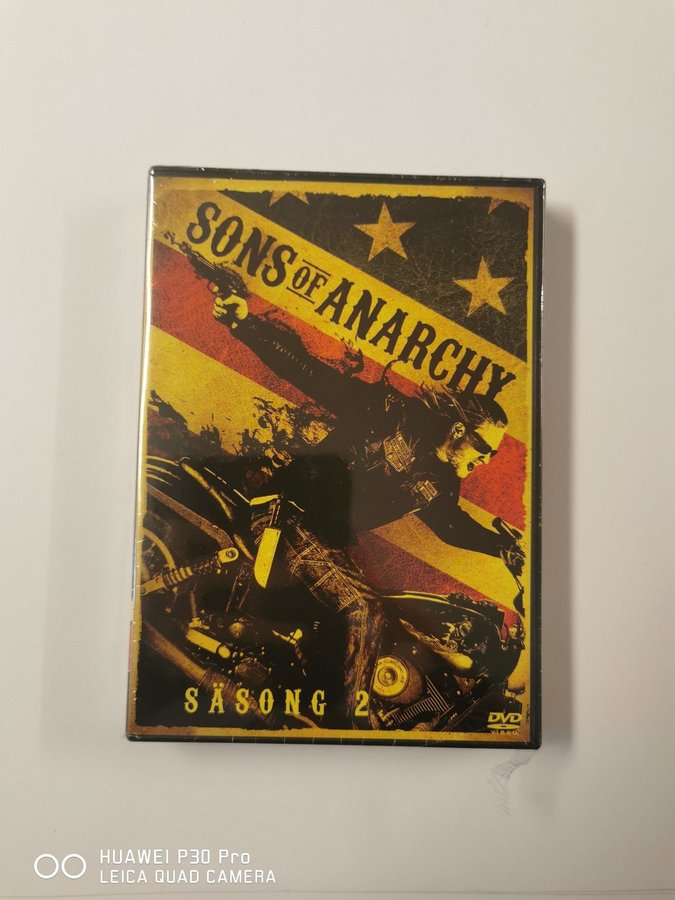 SONS OF ANARCHY
SÄSONG 2
DVD
VIDEO
HUAWEI P30 Pro
LEICA QUAD CAMERA